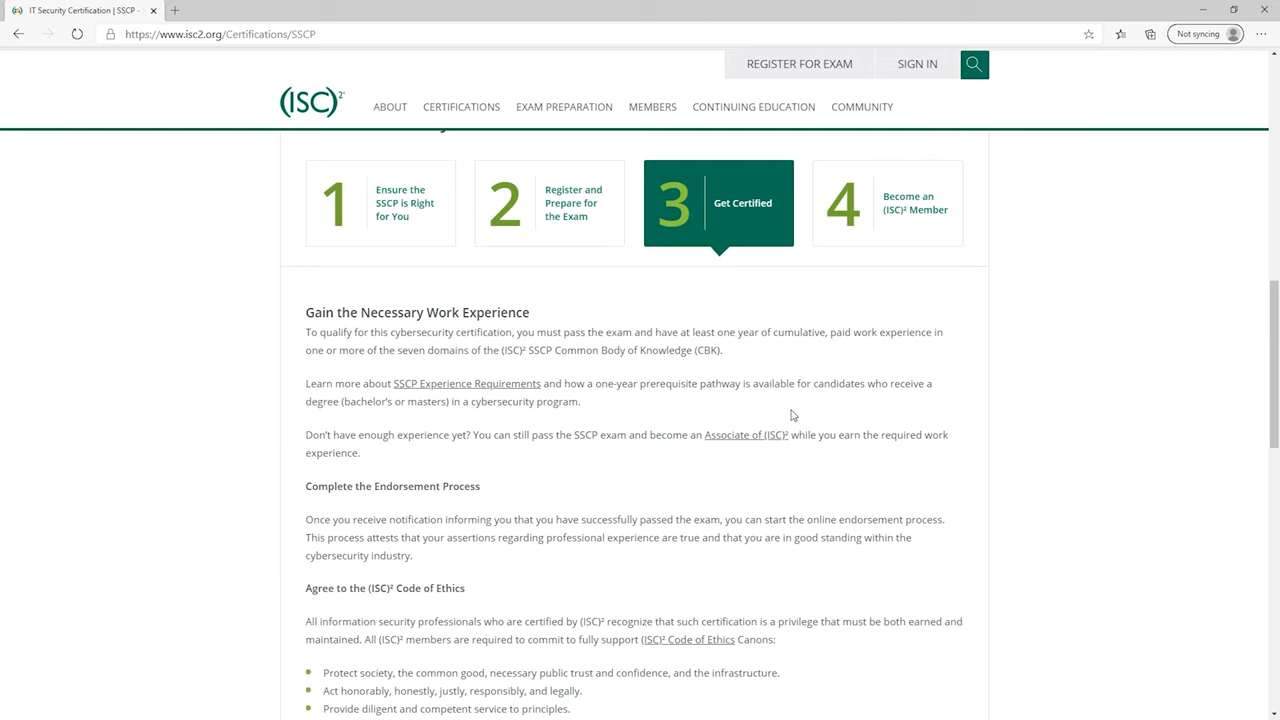 IT Security Certification | SSCP -
https://www.isc2.org/Certifications/SSCP
Not syncing
REGISTER FOR EXAM
SIGN IN
(ISC)²
ABOUT
CERTIFICATIONS
EXAM PREPARATION
MEMBERS
CONTINUING EDUCATION
COMMUNITY
1
Ensure the
SSCP is Right
for You
2
Register and
Prepare for
the Exam
3
Get Certified
4
Become an
(ISC)² Member
Gain the Necessary Work Experience
To qualify for this cybersecurity certification, you must pass the exam and have at least one year of cumulative, paid work experience in
one or more of the seven domains of the (ISC)² SSCP Common Body of Knowledge (CBK).
Learn more about SSCP Experience Requirements and how a one-year prerequisite pathway is available for candidates who receive a
degree (bachelor's or masters) in a cybersecurity program.
Don't have enough experience yet? You can still pass the SSCP exam and become an Associate of (ISC)² while you earn the required work
experience.
Complete the Endorsement Process
Once you receive notification informing you that you have successfully passed the exam, you can start the online endorsement process.
This process attests that your assertions regarding professional experience are true and that you are in good standing within the
cybersecurity industry.
Agree to the (ISC)² Code of Ethics
All information security professionals who are certified by (ISC)² recognize that such certification is a privilege that must be both earned and
maintained. All (ISC)² members are required to commit to fully support (ISC)² Code of Ethics Canons:
Protect society, the common good, necessary public trust and confidence, and the infrastructure.
Act honorably, honestly, justly, responsibly, and legally.
Provide diligent and competent service to principles.